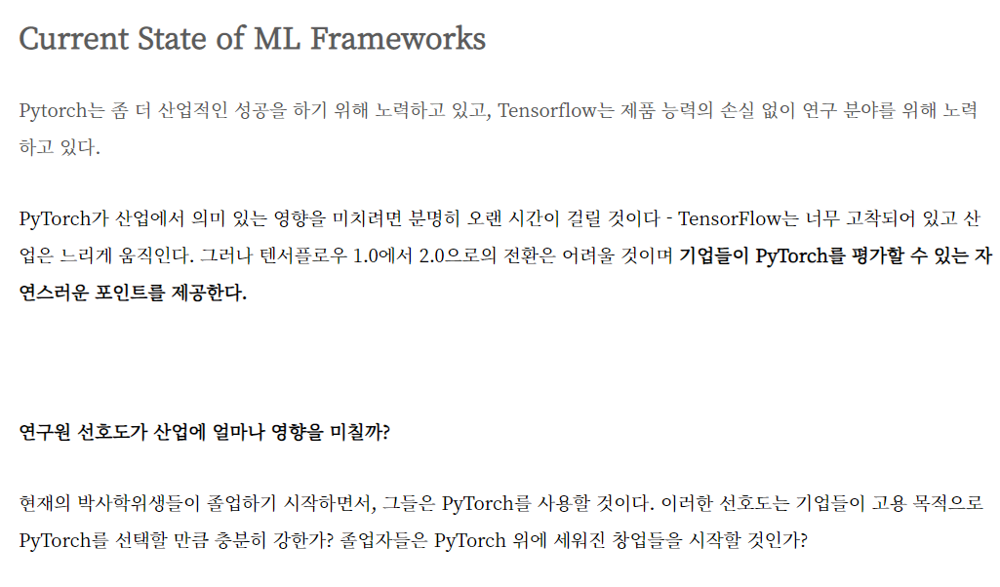 Current State of ML Frameworks
Pytorch는 좀 더 산업적인 성공을 하기 위해 노력하고 있고, Tensorflow는 제품 능력의 손실 없이 연구 분야를 위해 노력
하고 있다.
PyTorch가 산업에서 의미 있는 영향을 미치려면 분명히 오랜 시간이 걸릴 것이다 - TensorFlow는 너무 고착되어 있고 산
업은 느리게 움직인다. 그러나 텐서플로우 1.0에서 2.0으로의 전환은 어려울 것이며 기업들이 PyTorch를 평가할 수 있는 자
연스러운 포인트를 제공한다.
연구원 선호도가 산업에 얼마나 영향을 미칠까?
현재의 박사학위생들이 졸업하기 시작하면서, 그들은 PyTorch를 사용할 것이다. 이러한 선호도는 기업들이 고용 목적으로
PyTorch를 선택할 만큼 충분히 강한가? 졸업자들은 PyTorch 위에 세워진 창업들을 시작할 것인가?